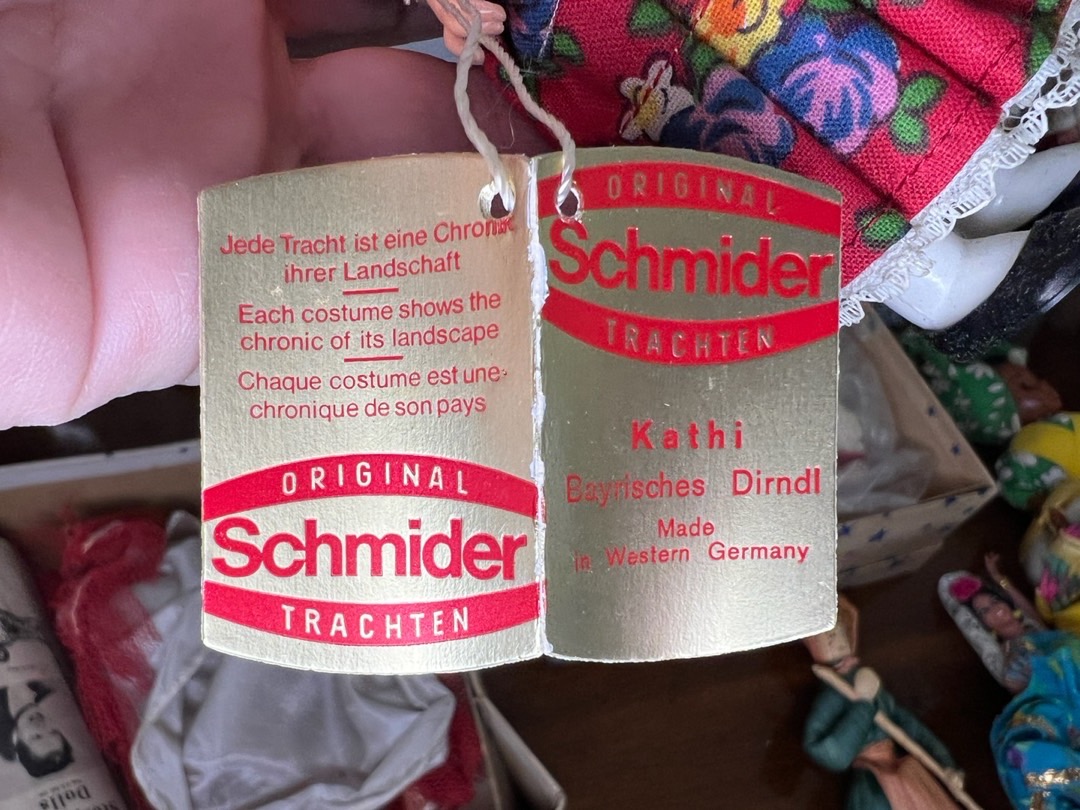 Jede Tracht ist eine Chronik
ihrer Landschaft
Each costume shows the
chronic of its landscape
Chaque costume est une
chronique de son pays
ORIGINAL
Schmider
TRACHTEN
ORIGINAL
Schmider
TRACHTEN
Kathi
Bayrisches Dirndl
Made
in Western Germany
Dolls